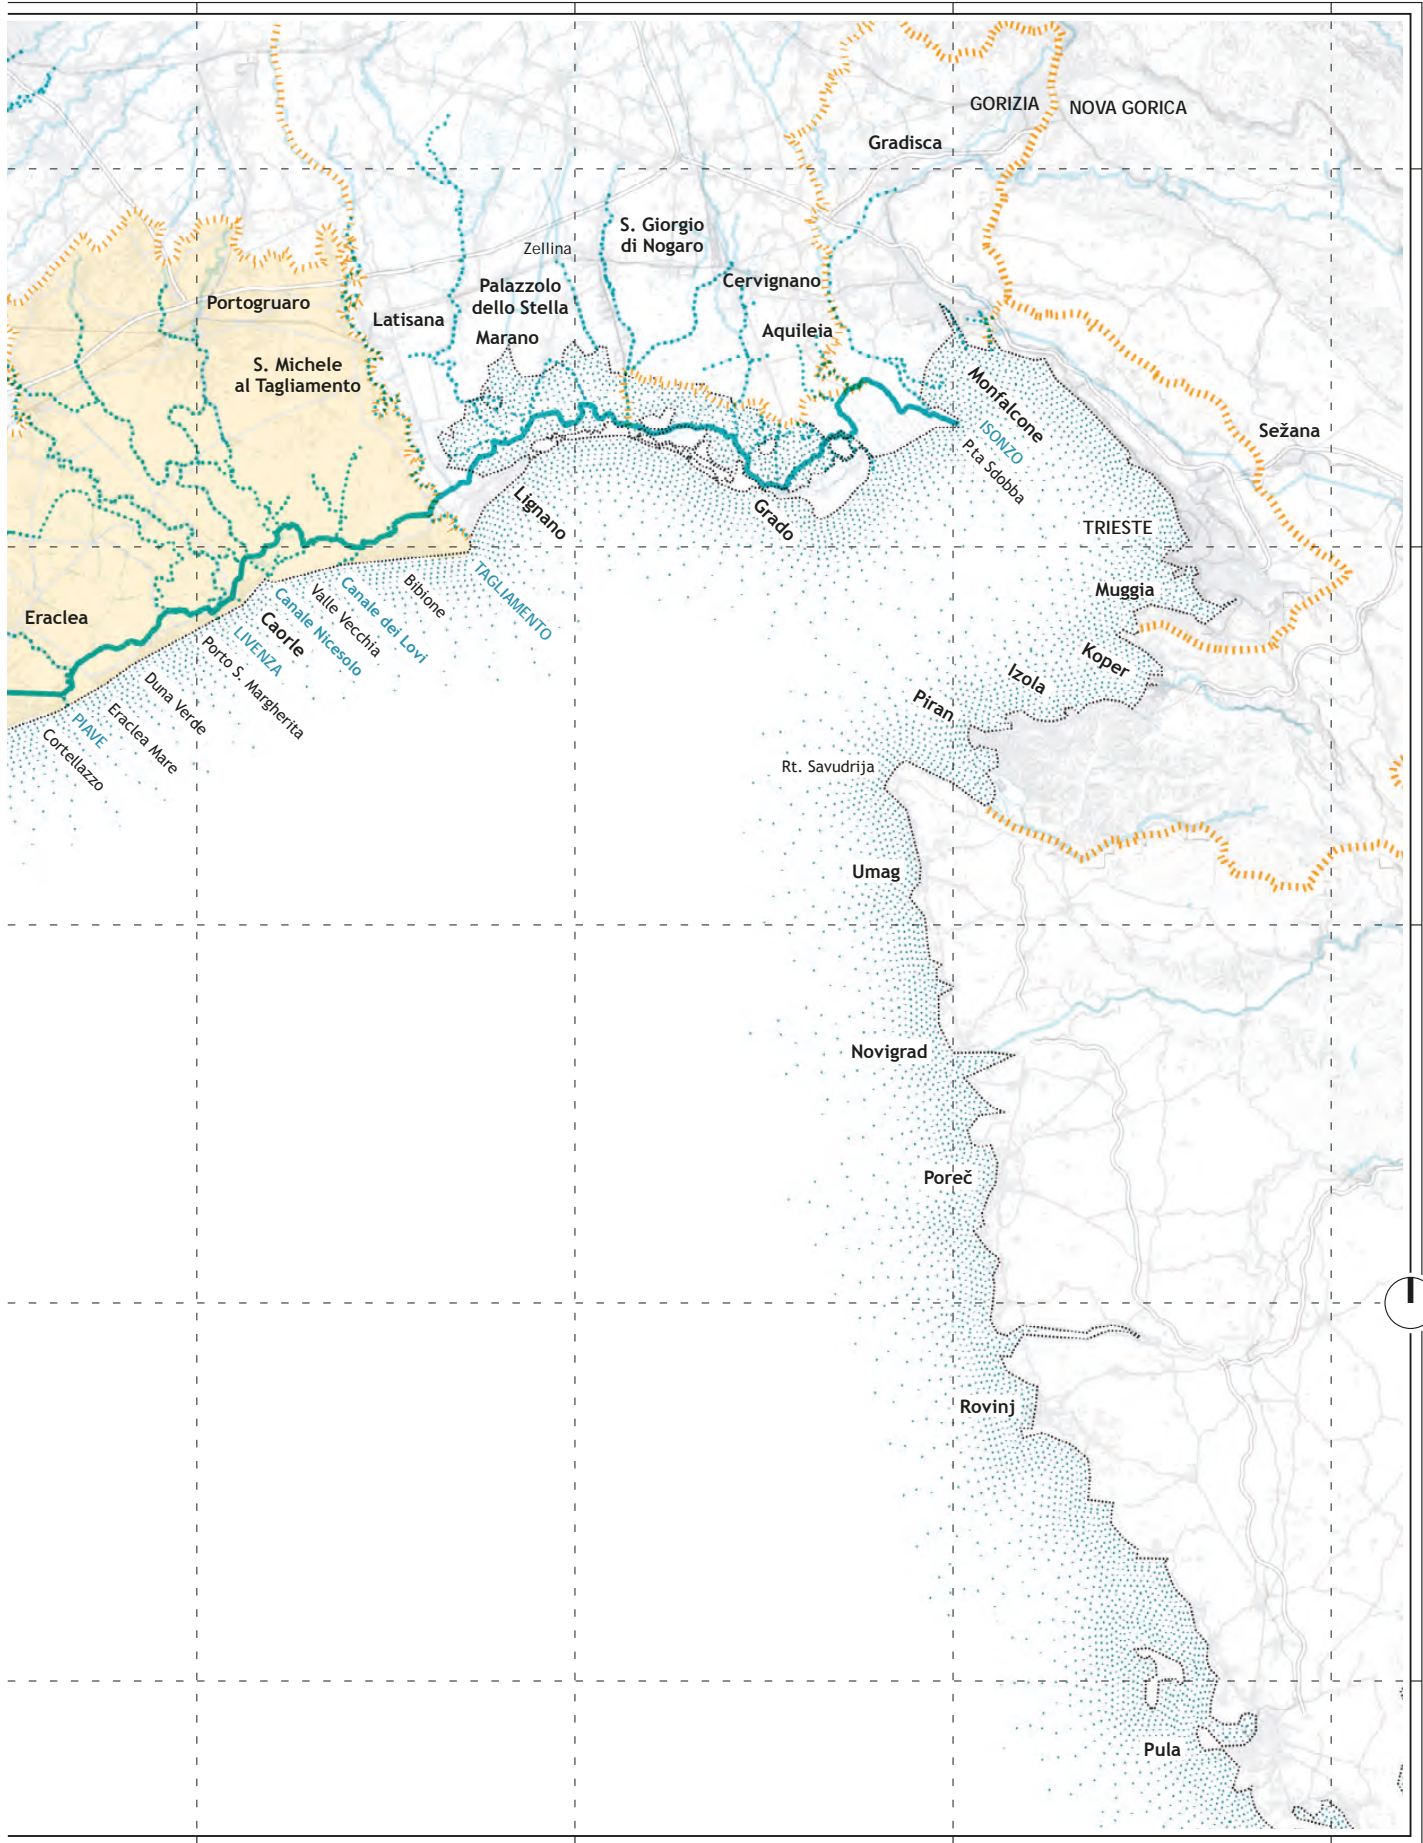 GORIZIA
NOVA GORICA
Gradisca
S. Giorgio
di Nogaro
Zellina
Cervignano
Palazzolo
dello Stella
Portogruaro
Latisana
Marano
Aquileia
S. Michele
al Tagliamento
Monfalcone
ISONZO
P.ta Sdobba
Sežana
Lignano
Grado
TRIESTE
Muggia
Eraclea
TAGLIAMENTO
Bibione
Canale dei Lovi
Valle Vecchia
Canale Nicesolo
Caorle
LIVENZA
Porto S. Margherita
Duna Verde
Eraclea Mare
PIAVE
Cortellazzo
Koper
Izola
Piran
Rt. Savudrija
Umag
Novigrad
Poreč
Rovinj
Pula